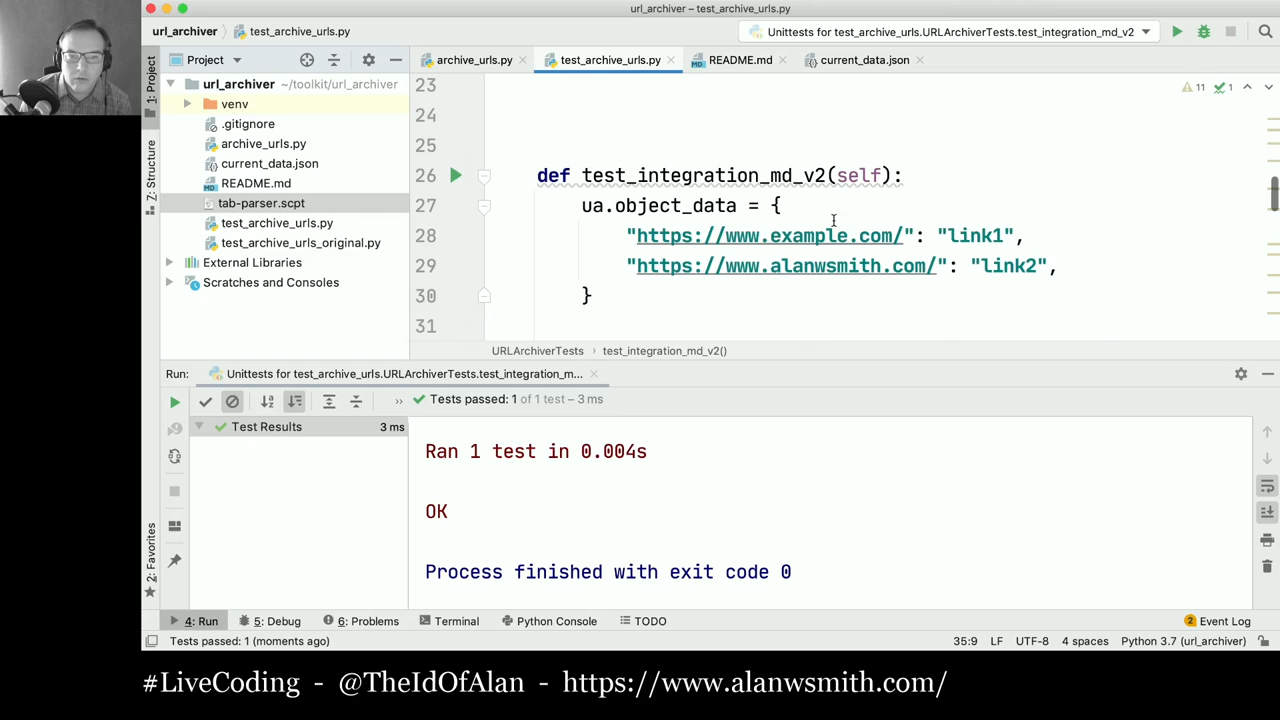 url_archiver – test_archive_urls.py
url_archiver
test_archive_urls.py
Unittests for test_archive_urls.URLArchiverTests.test_integration_md_v2
Project
archive_urls.py
test_archive_urls.py
README.md
current_data.json
url_archiver ~/toolkit/url_archiver
venv
.gitignore
archive_urls.py
current_data.json
README.md
tab-parser.scpt
test_archive_urls.py
test_archive_urls_original.py
External Libraries
Scratches and Consoles
1: Project
7: Structure
2: Favorites
11
1
23
24
25
26 def test_integration_md_v2(self):
27 ua.object_data = {
28 "https://www.example.com/": "link1",
29 "https://www.alanwsmith.com/": "link2",
30 }
31
URLArchiverTests
test_integration_md_v2()
Run:
Unittests for test_archive_urls.URLArchiverTests.test_integration_m...
Tests passed: 1 of 1 test – 3 ms
Test Results 3 ms
Ran 1 test in 0.004s
OK
Process finished with exit code 0
4: Run
5: Debug
6: Problems
Terminal
Python Console
TODO
2 Event Log
Tests passed: 1 (moments ago)
35:9 LF UTF-8 4 spaces Python 3.7 (url_archiver)
#LiveCoding - @TheIdOfAlan - https://www.alanwsmith.com/